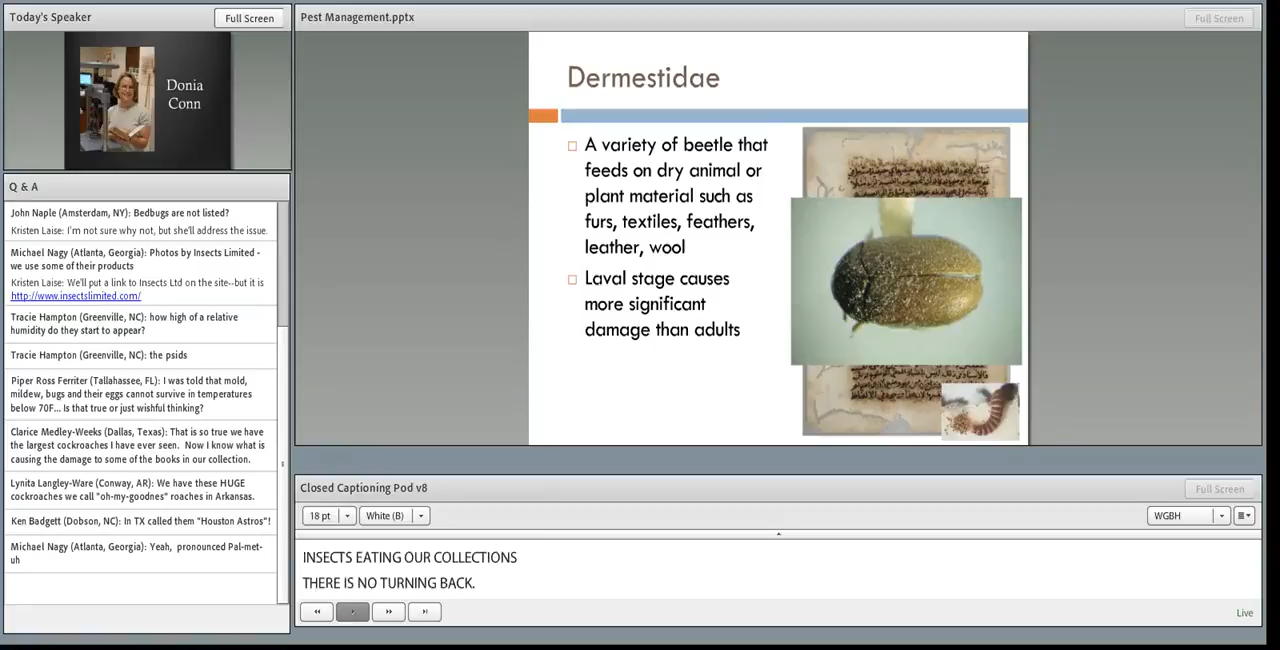 Today's Speaker
Full Screen
Donia
Conn
Q & A
John Naple (Amsterdam, NY): Bedbugs are not listed?
Kristen Laise: I'm not sure why not, but she'll address the issue.
Michael Nagy (Atlanta, Georgia): Photos by Insects Limited -
we use some of their products
Kristen Laise: We'll put a link to Insects Ltd on the site--but it is
http://www.insectslimited.com/
Tracie Hampton (Greenville, NC): how high of a relative
humidity do they start to appear?
Tracie Hampton (Greenville, NC): the psids
Piper Ross Ferriter (Tallahassee, FL): I was told that mold,
mildew, bugs and their eggs cannot survive in temperatures
below 70F... Is that true or just wishful thinking?
Clarice Medley-Weeks (Dallas, Texas): That is so true we have
the largest cockroaches I have ever seen. Now I know what is
causing the damage to some of the books in our collection.
Lynita Langley-Ware (Conway, AR): We have these HUGE
cockroaches we call "oh-my-goodnes" roaches in Arkansas.
Ken Badgett (Dobson, NC): In TX called them "Houston Astros"!
Michael Nagy (Atlanta, Georgia): Yeah, pronounced Pal-met-
uh
Pest Management.pptx
Full Screen
Dermestidae
A variety of beetle that
feeds on dry animal or
plant material such as
furs, textiles, feathers,
leather, wool
Laval stage causes
more significant
damage than adults
Closed Captioning Pod v8
Full Screen
18 pt
White (B)
WGBH
INSECTS EATING OUR COLLECTIONS
THERE IS NO TURNING BACK.
Live